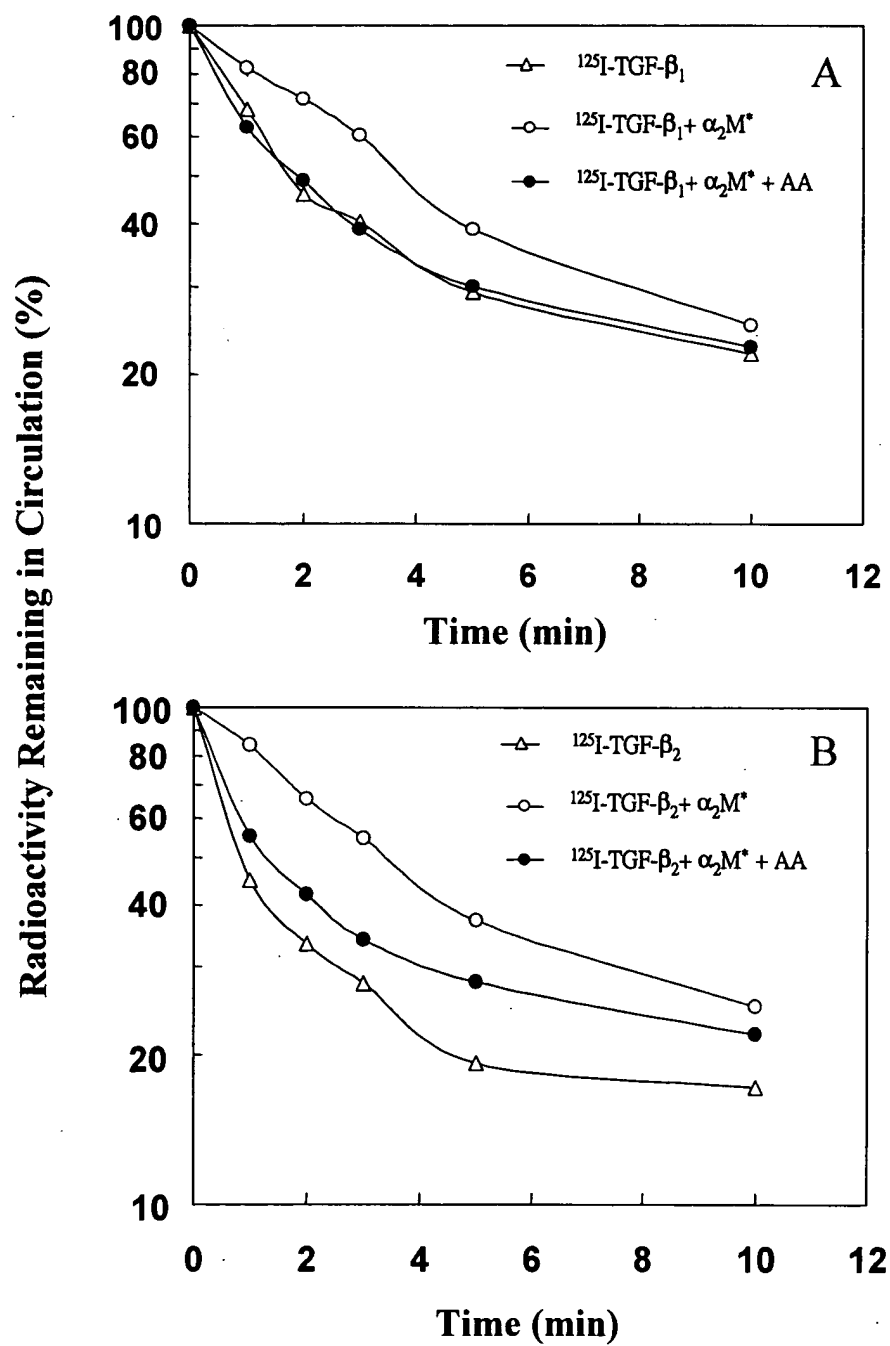 Radioactivity Remaining in Circulation (%)
100
80
60
40
20
10
0 2 4 6 8 10 12
Time (min)
¹²⁵I-TGF-β₁
¹²⁵I-TGF-β₁+ α₂M*
¹²⁵I-TGF-β₁+ α₂M* + AA
A
100
80
60
40
20
10
0 2 4 6 8 10 12
Time (min)
¹²⁵I-TGF-β₂
¹²⁵I-TGF-β₂+ α₂M*
¹²⁵I-TGF-β₂+ α₂M* + AA
B